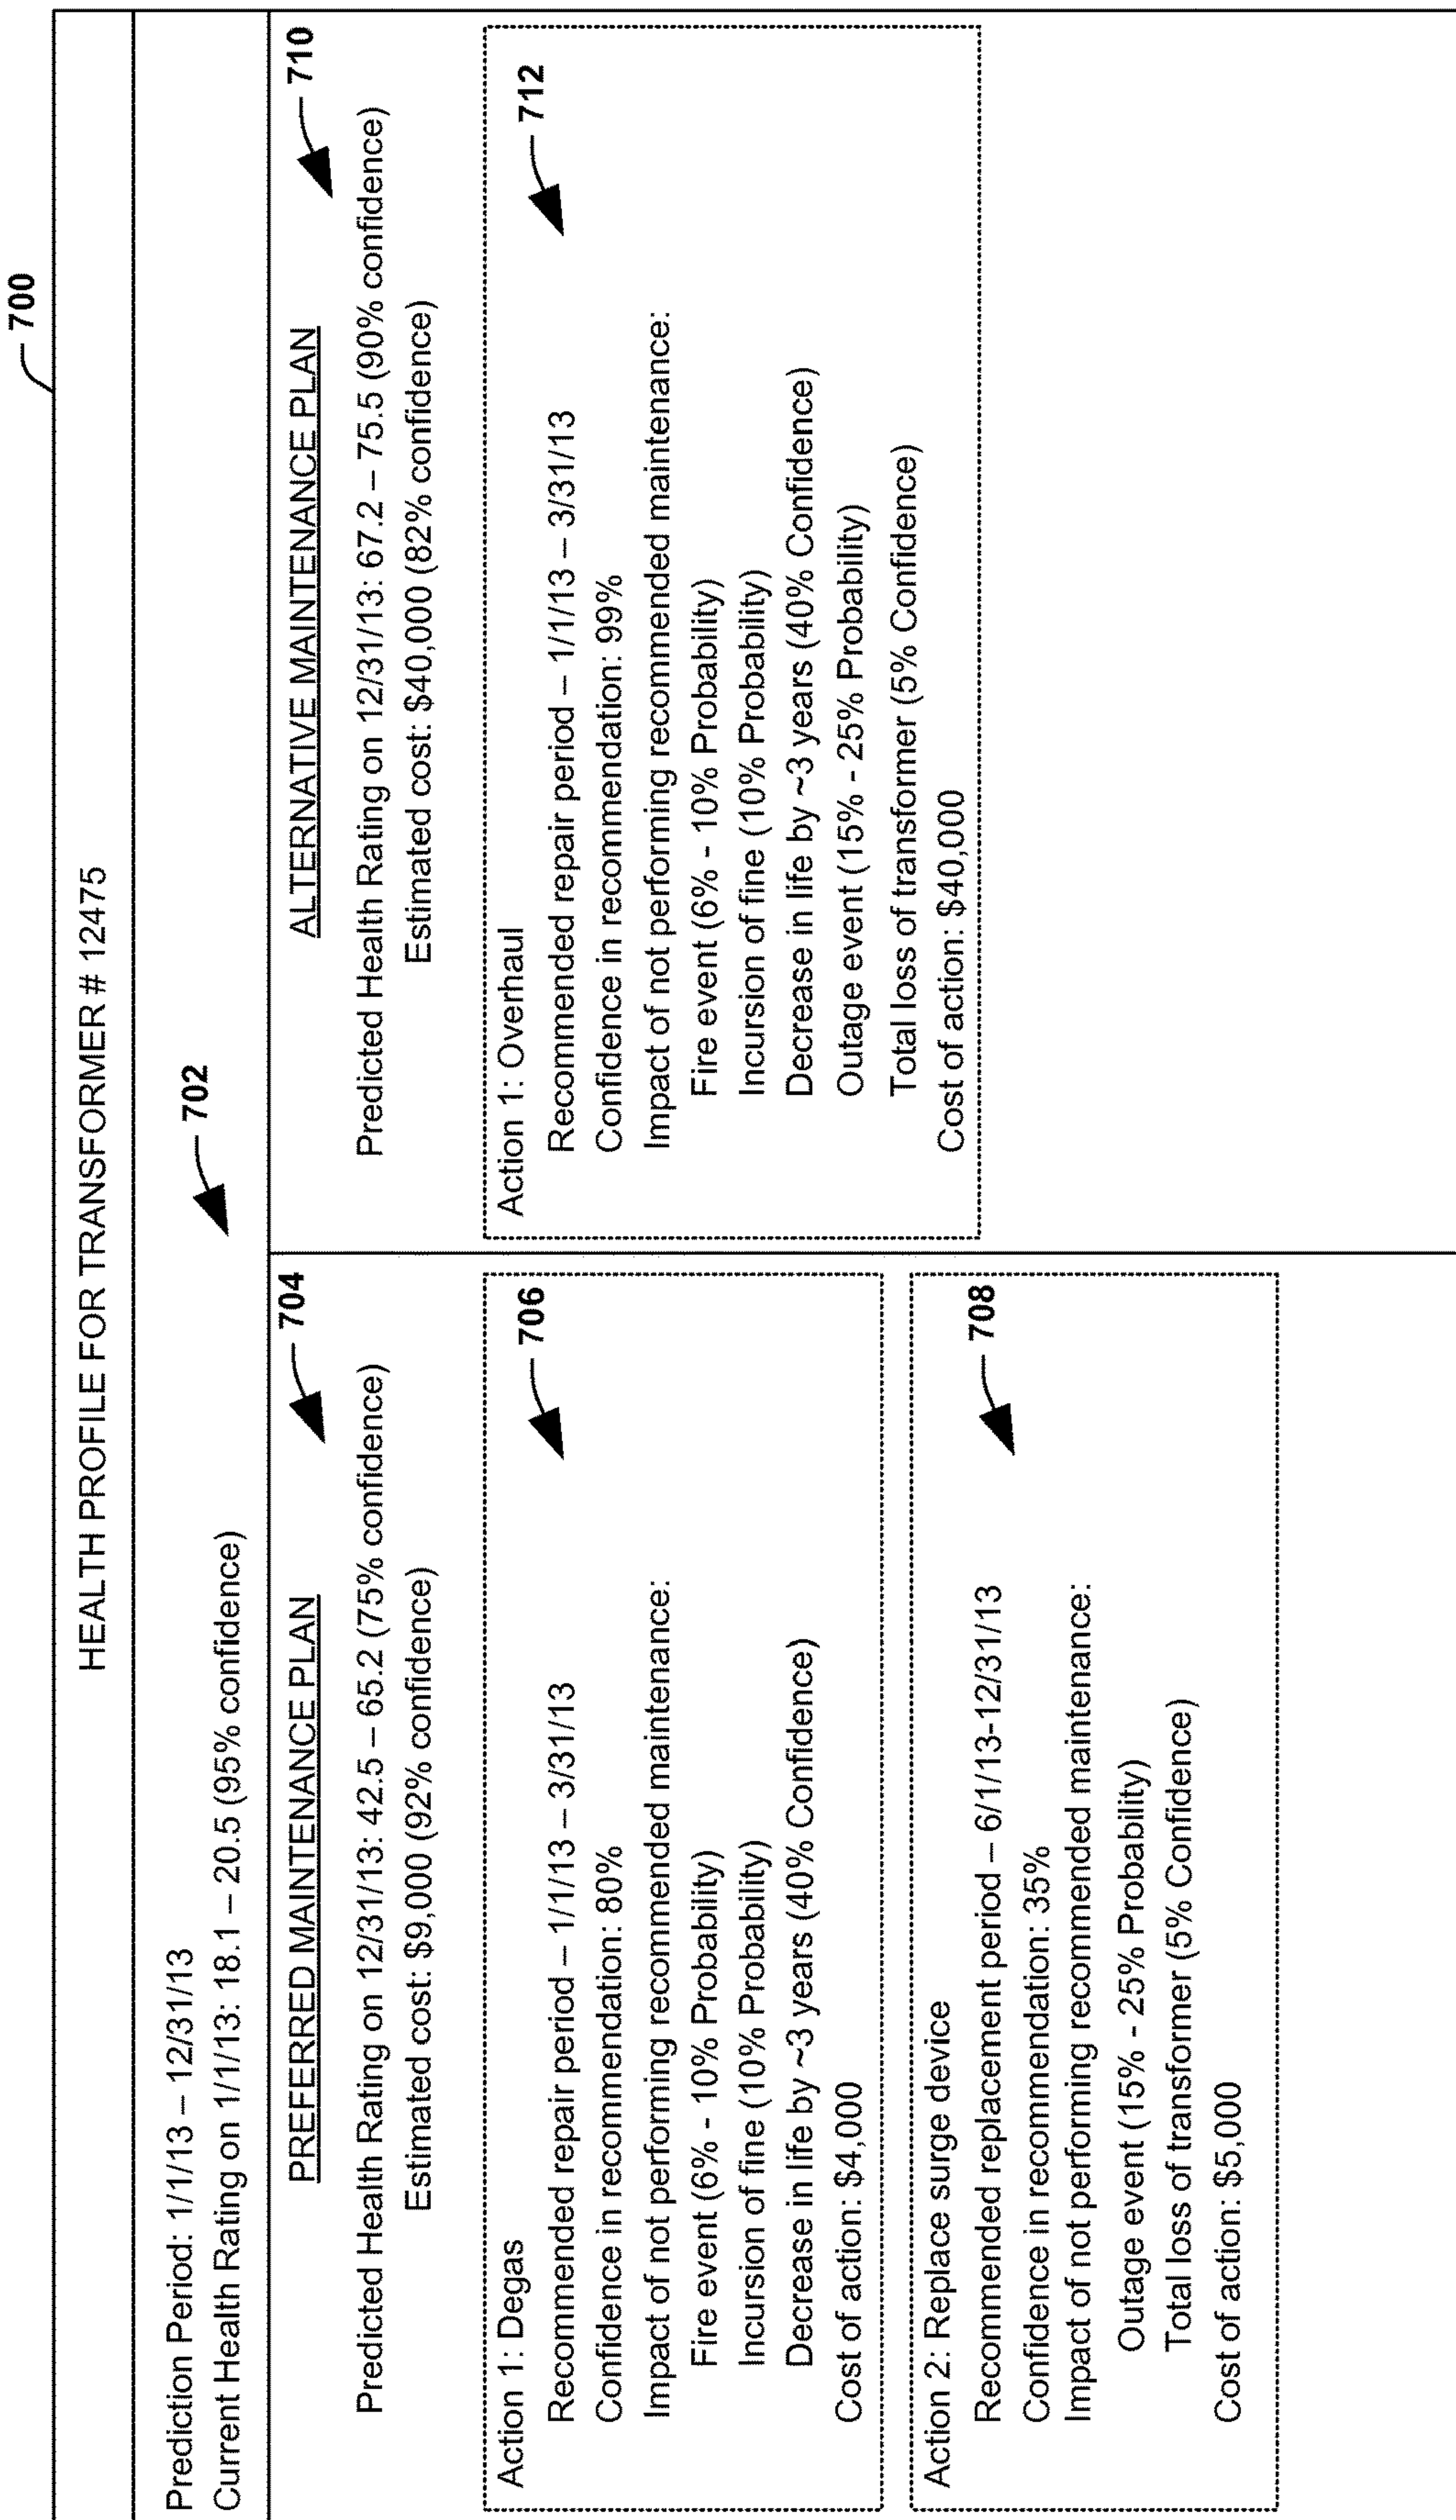 700
HEALTH PROFILE FOR TRANSFORMER # 12475
Prediction Period: 1/1/13 – 12/31/13
Current Health Rating on 1/1/13: 18.1 – 20.5 (95% confidence)
702
PREFERRED MAINTENANCE PLAN
704
Predicted Health Rating on 12/31/13: 42.5 – 65.2 (75% confidence)
Estimated cost: $9,000 (92% confidence)
Action 1: Degas
706
Recommended repair period – 1/1/13 – 3/31/13
Confidence in recommendation: 80%
Impact of not performing recommended maintenance:
Fire event (6% - 10% Probability)
Incursion of fine (10% Probability)
Decrease in life by ~3 years (40% Confidence)
Cost of action: $4,000
Action 2: Replace surge device
708
Recommended replacement period – 6/1/13-12/31/13
Confidence in recommendation: 35%
Impact of not performing recommended maintenance:
Outage event (15% - 25% Probability)
Total loss of transformer (5% Confidence)
Cost of action: $5,000
ALTERNATIVE MAINTENANCE PLAN
710
Predicted Health Rating on 12/31/13: 67.2 – 75.5 (90% confidence)
Estimated cost: $40,000 (82% confidence)
Action 1: Overhaul
712
Recommended repair period – 1/1/13 – 3/31/13
Confidence in recommendation: 99%
Impact of not performing recommended maintenance:
Fire event (6% - 10% Probability)
Incursion of fine (10% Probability)
Decrease in life by ~3 years (40% Confidence)
Outage event (15% - 25% Probability)
Total loss of transformer (5% Confidence)
Cost of action: $40,000